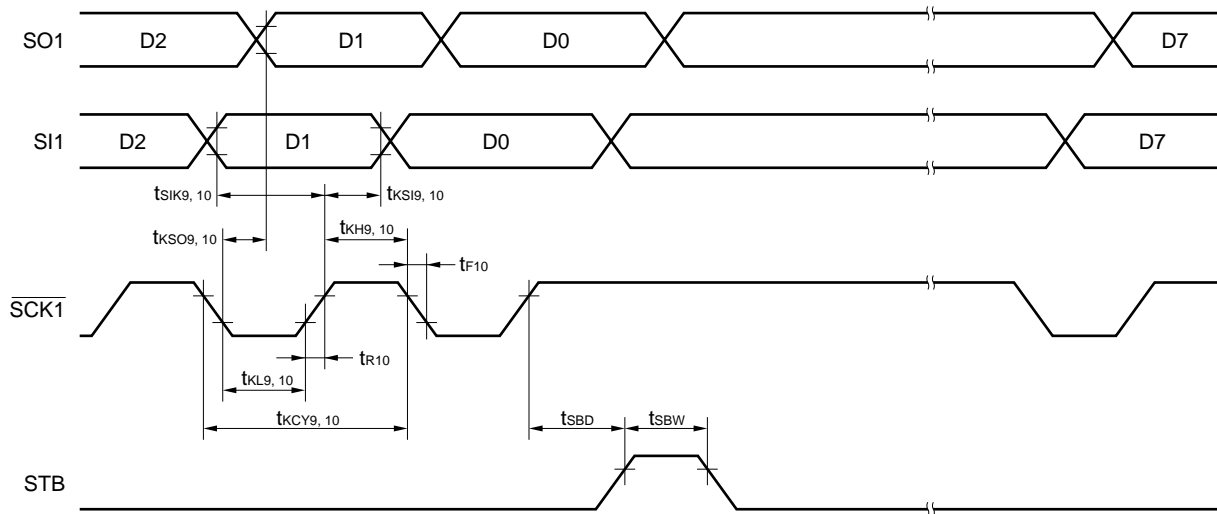 SO1 D2 D1 D0 D7
SI1 D2 D1 D0 D7
tSIK9, 10 tKSI9, 10
tKSO9, 10 tKH9, 10
tF10
SCK1
tR10
tKL9, 10
tKCY9, 10 tSBD tSBW
STB